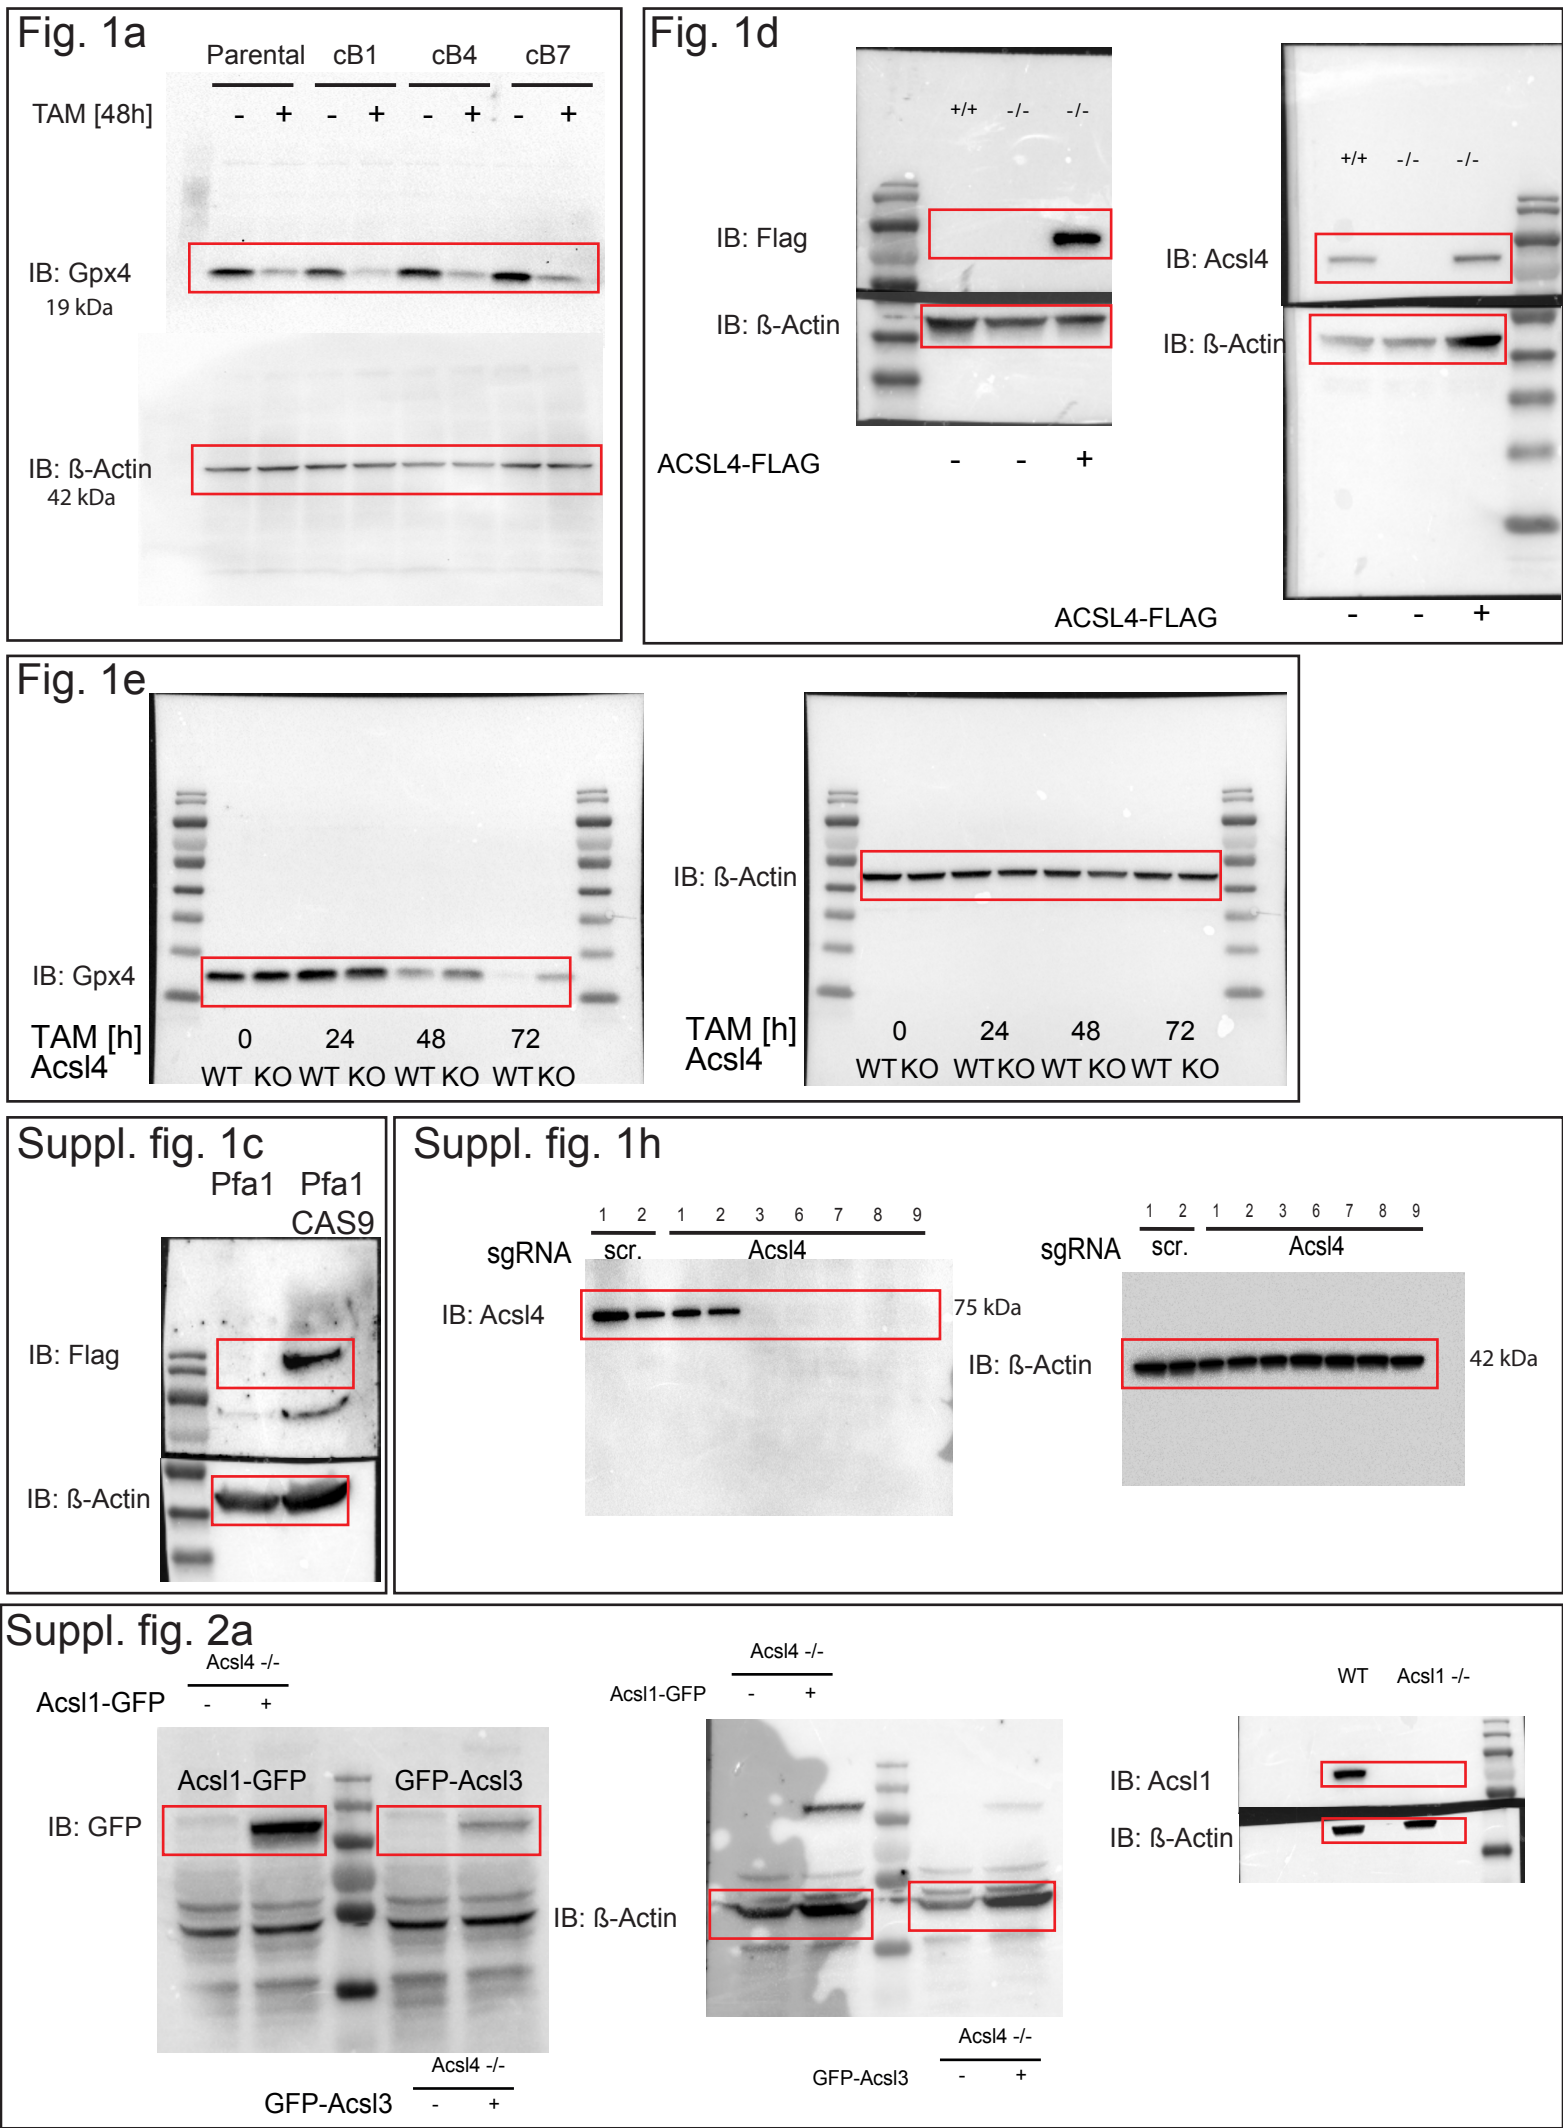 Fig. 1a
Parental cB1 cB4 cB7
TAM [48h] - + - + - + - +
IB: Gpx4
19 kDa
IB: ß-Actin
42 kDa
Fig. 1d
+/+ -/- -/-
IB: Flag
IB: ß-Actin
ACSL4-FLAG - - +
+/+ -/- -/-
IB: Acsl4
IB: ß-Actin
ACSL4-FLAG - - +
Fig. 1e
IB: Gpx4
TAM [h] 0 24 48 72
Acsl4 WT KO WT KO WT KO WT KO
IB: ß-Actin
TAM [h] 0 24 48 72
Acsl4 WT KO WT KO WT KO WT KO
Suppl. fig. 1c
Pfa1 Pfa1
CAS9
IB: Flag
IB: ß-Actin
Suppl. fig. 1h
1 2 1 2 3 6 7 8 9
sgRNA scr. Acsl4
IB: Acsl4 75 kDa
1 2 1 2 3 6 7 8 9
sgRNA scr. Acsl4
IB: ß-Actin 42 kDa
Suppl. fig. 2a
Acsl4 -/-
Acsl1-GFP - +
Acsl1-GFP GFP-Acsl3
IB: GFP
Acsl4 -/-
GFP-Acsl3 - +
Acsl4 -/-
Acsl1-GFP - +
IB: ß-Actin
Acsl4 -/-
GFP-Acsl3 - +
WT Acsl1 -/-
IB: Acsl1
IB: ß-Actin